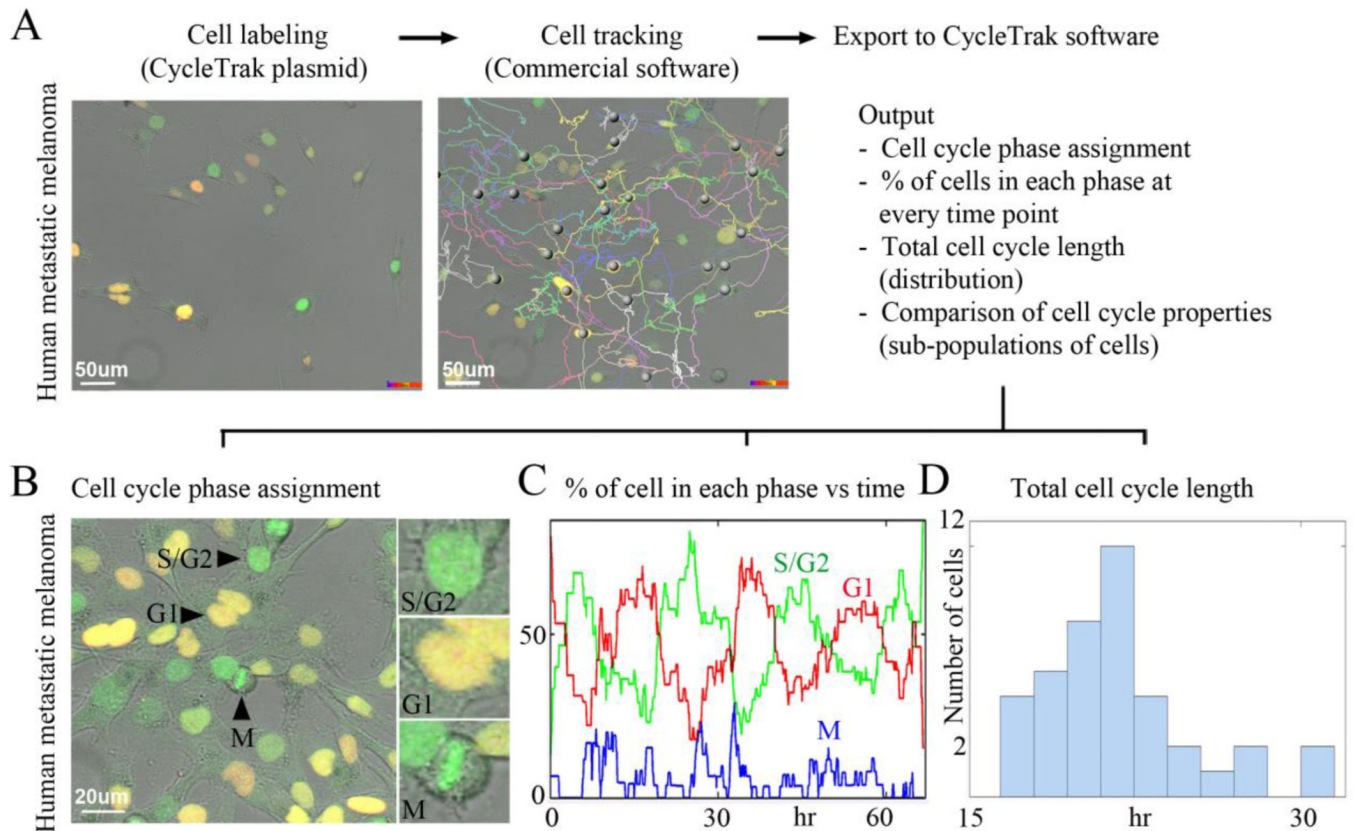 A
Cell labeling
(CycleTrak plasmid)
Cell tracking
(Commercial software)
Export to CycleTrak software
Human metastatic melanoma
50um
50um
Output
- Cell cycle phase assignment
- % of cells in each phase at
every time point
- Total cell cycle length
(distribution)
- Comparison of cell cycle properties
(sub-populations of cells)
B
Cell cycle phase assignment
Human metastatic melanoma
S/G2
G1
M
20um
S/G2
G1
M
C
% of cell in each phase vs time
S/G2
G1
M
50
0
0
30
hr
60
D
Total cell cycle length
Number of cells
12
2
15
hr
30